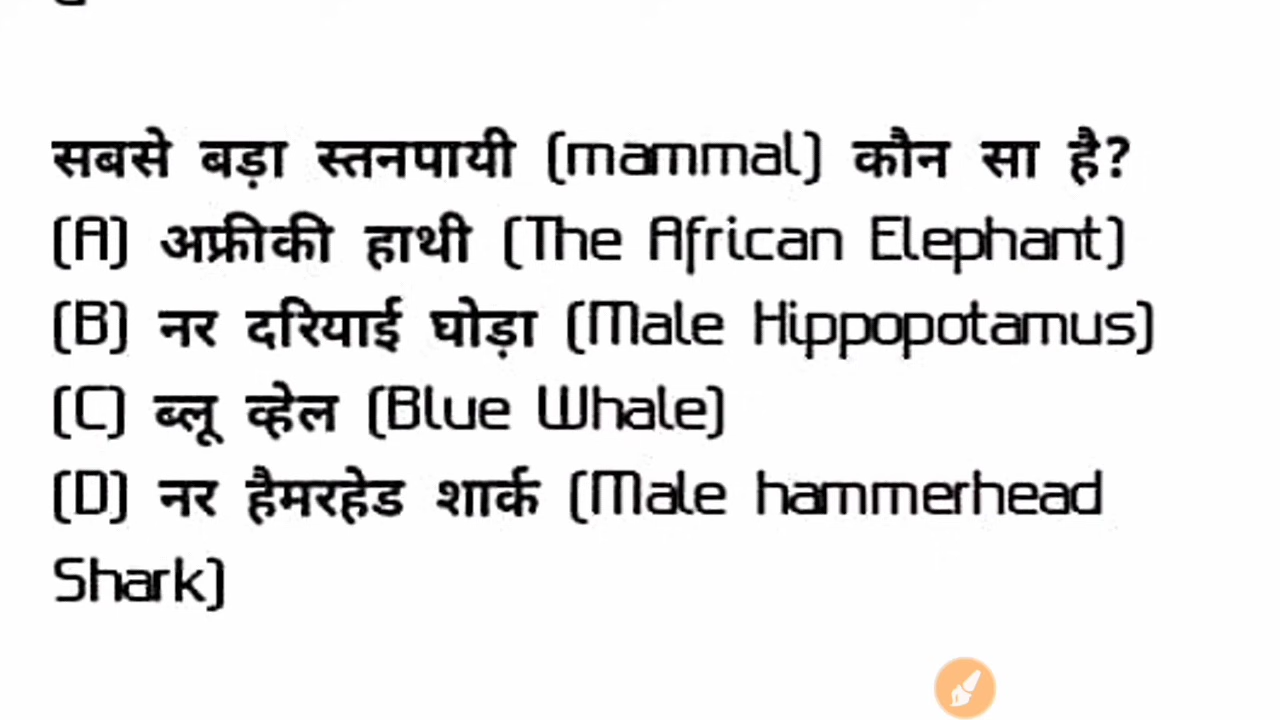 सबसे बड़ा स्तनपायी (mammal) कौन सा है?
(A) अफ्रीकी हाथी (The African Elephant)
(B) नर दरियाई घोड़ा (Male Hippopotamus)
(C) ब्लू व्हेल (Blue Whale)
(D) नर हैमरहेड शार्क (Male hammerhead
Shark)